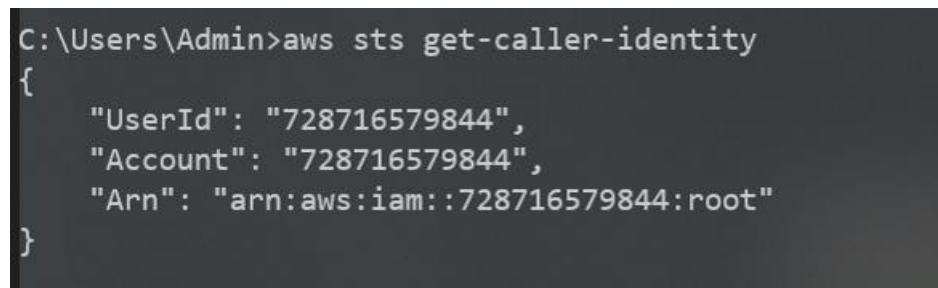 C:\Users\Admin>aws sts get-caller-identity
{
    "UserId": "728716579844",
    "Account": "728716579844",
    "Arn": "arn:aws:iam::728716579844:root"
}